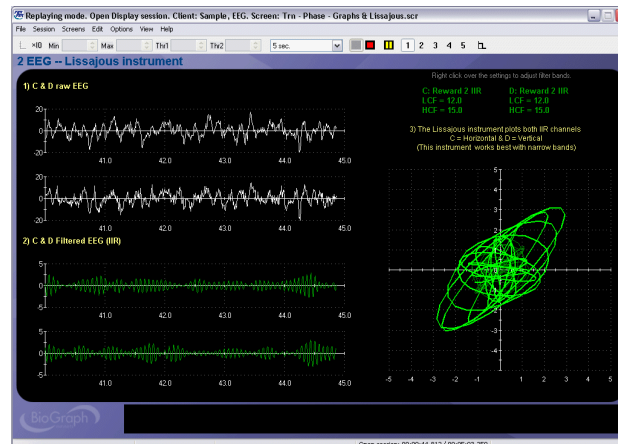 Replaying mode. Open Display session. Client: Sample, EEG. Screen: Trn - Phase - Graphs & Lissajous.scr
File Session Screens Edit Options View Help
×10 Min Max Thr1 Thr2 5 sec. 1 2 3 4 5
2 EEG -- Lissajous instrument
Right click over the settings to adjust filter bands.
1) C & D raw EEG
C: Reward 2 IIR D: Reward 2 IIR
LCF = 12.0 LCF = 12.0
HCF = 15.0 HCF = 15.0
3) The Lissajous instrument plots both IIR channels
C = Horizontal & D = Vertical
(This instrument works best with narrow bands)
20
0
-20
41.0 42.0 43.0 44.0 45.0
20
0
-20
41.0 42.0 43.0 44.0 45.0
2) C & D Filtered EEG (IIR)
5
0
-5
41.0 42.0 43.0 44.0 45.0
5
0
-5
41.0 42.0 43.0 44.0 45.0
5
4
3
2
1
-2
-3
-4
-5 -4 -3 -2 -1 0 1 2 3 4 5
BioGraph